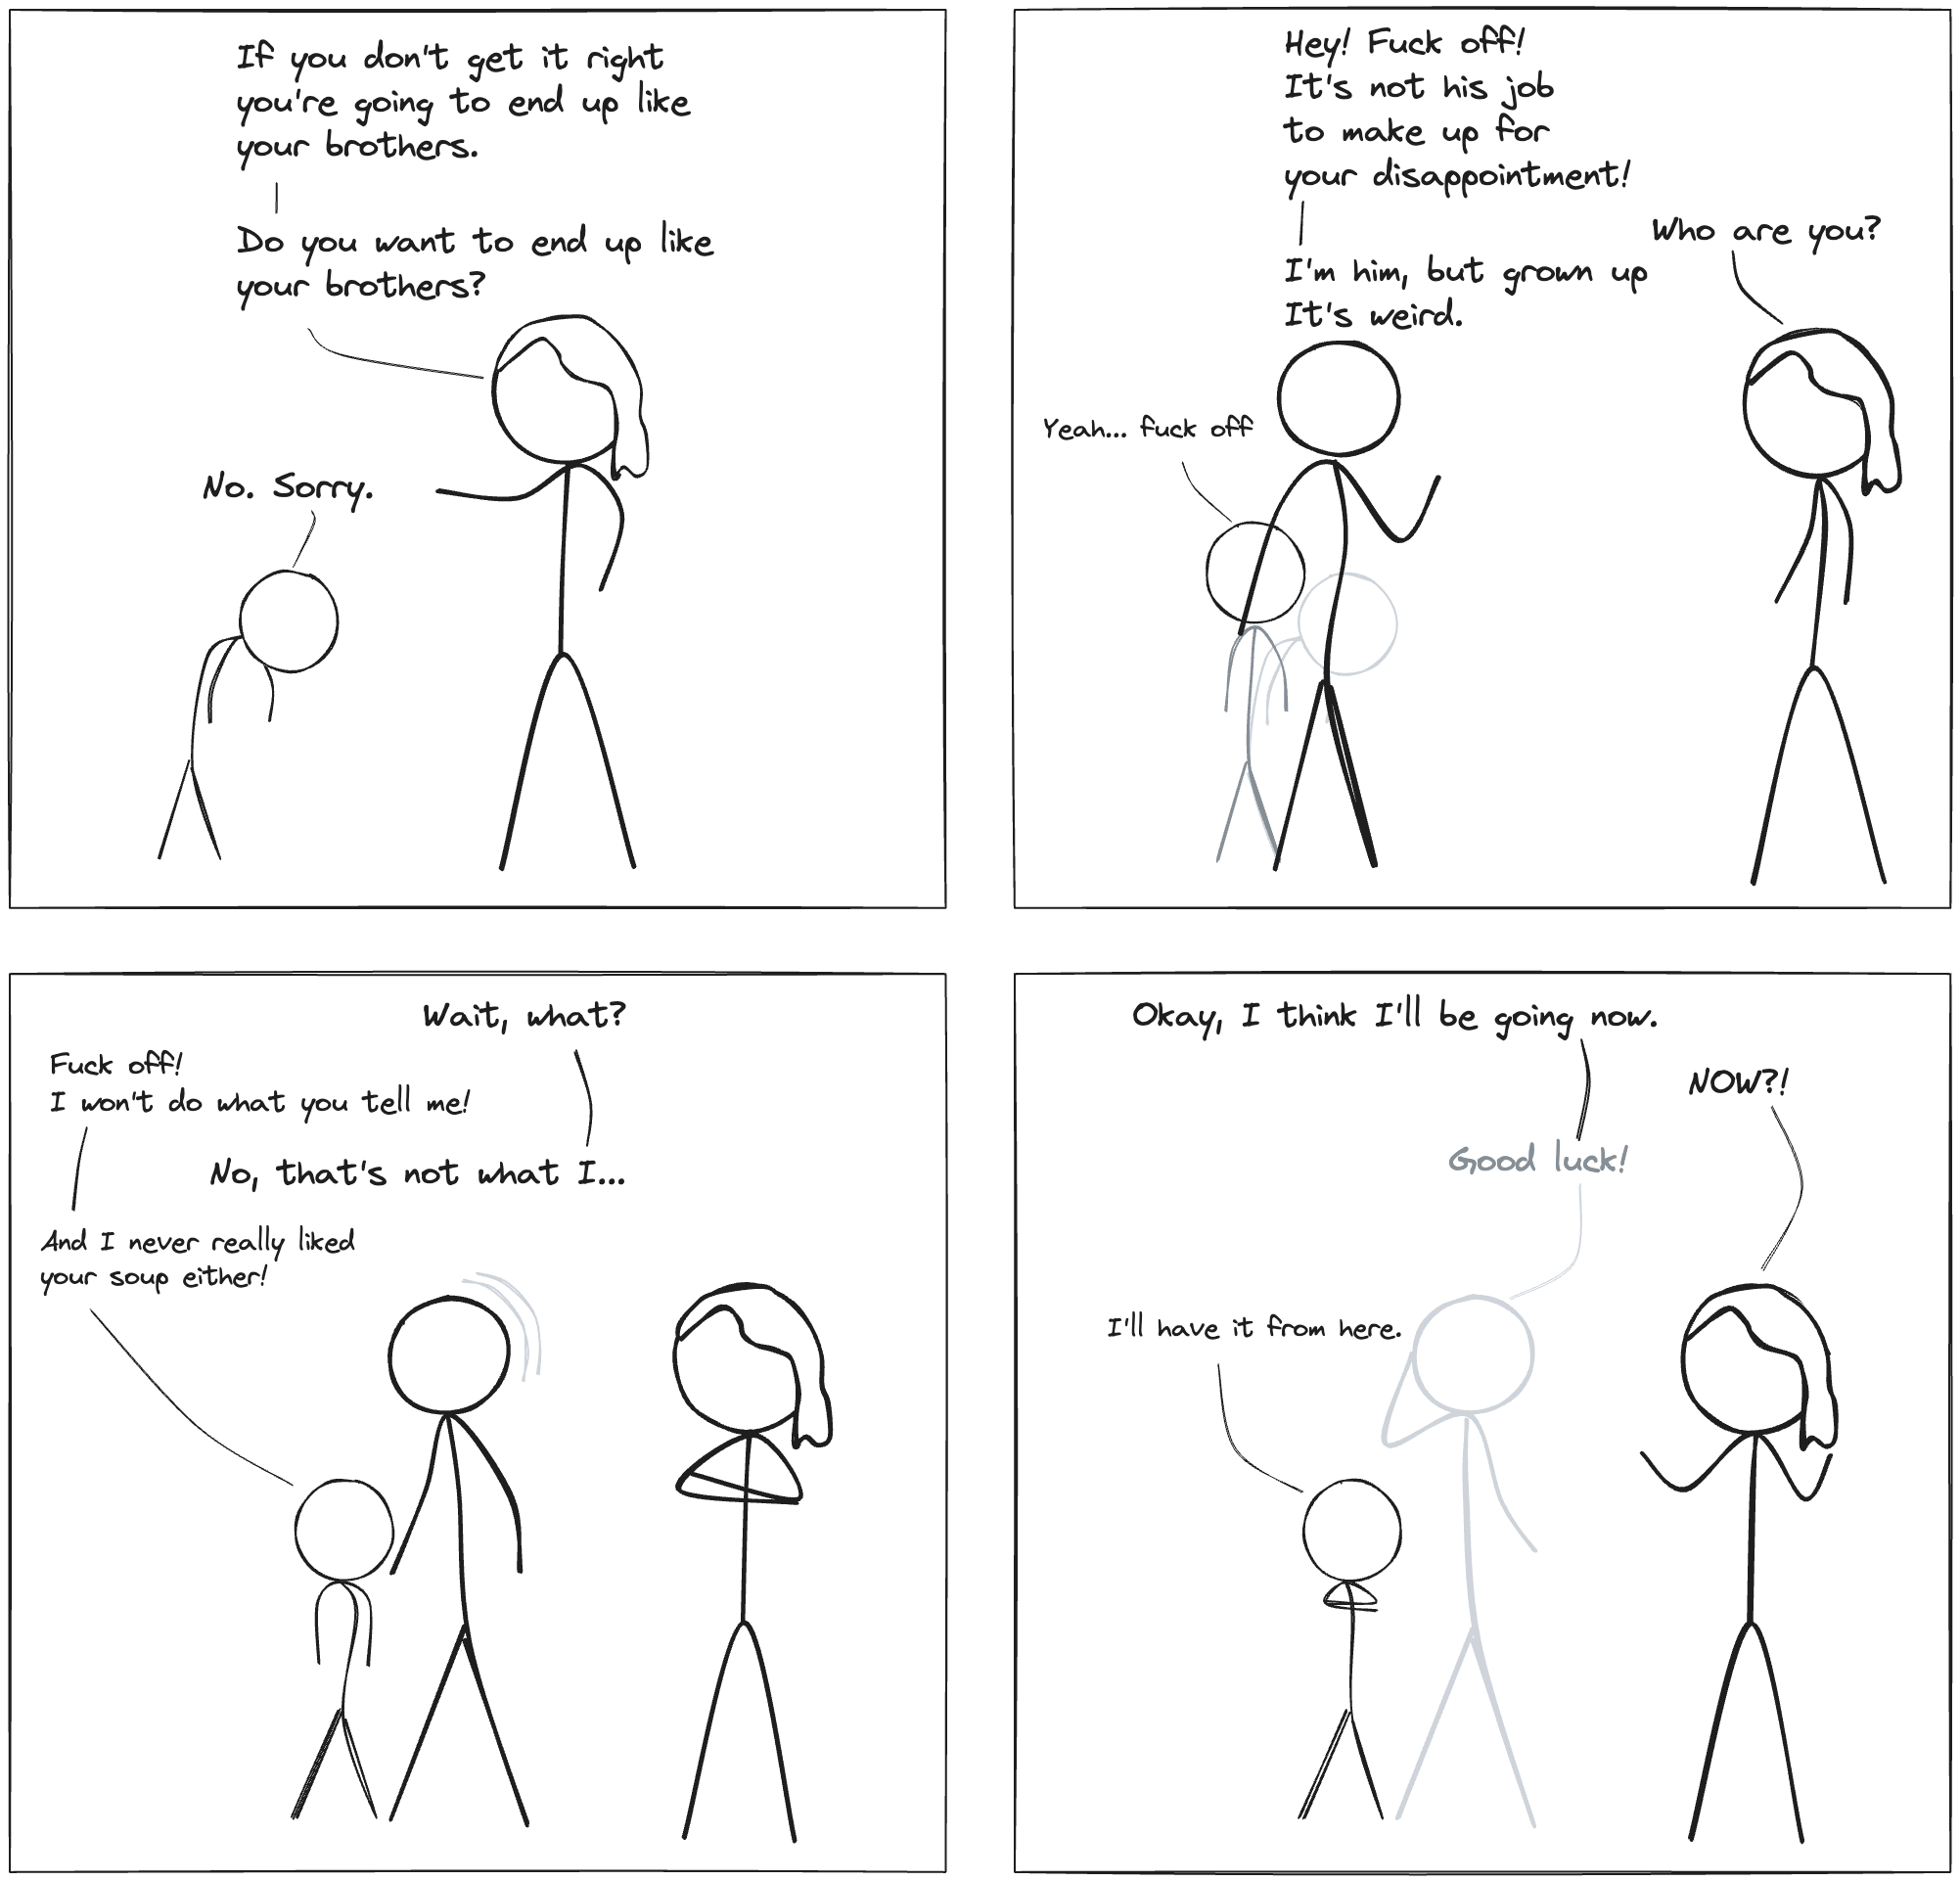 If you don't get it right
you're going to end up like
your brothers.
Do you want to end up like
your brothers?
No. Sorry.
Hey! Fuck off!
It's not his job
to make up for
your disappointment!
Who are you?
I'm him, but grown up
It's weird.
Yeah... fuck off
Wait, what?
Fuck off!
I won't do what you tell me!
No, that's not what I...
And I never really liked
your soup either!
Okay, I think I'll be going now.
NOW?!
Good luck!
I'll have it from here.